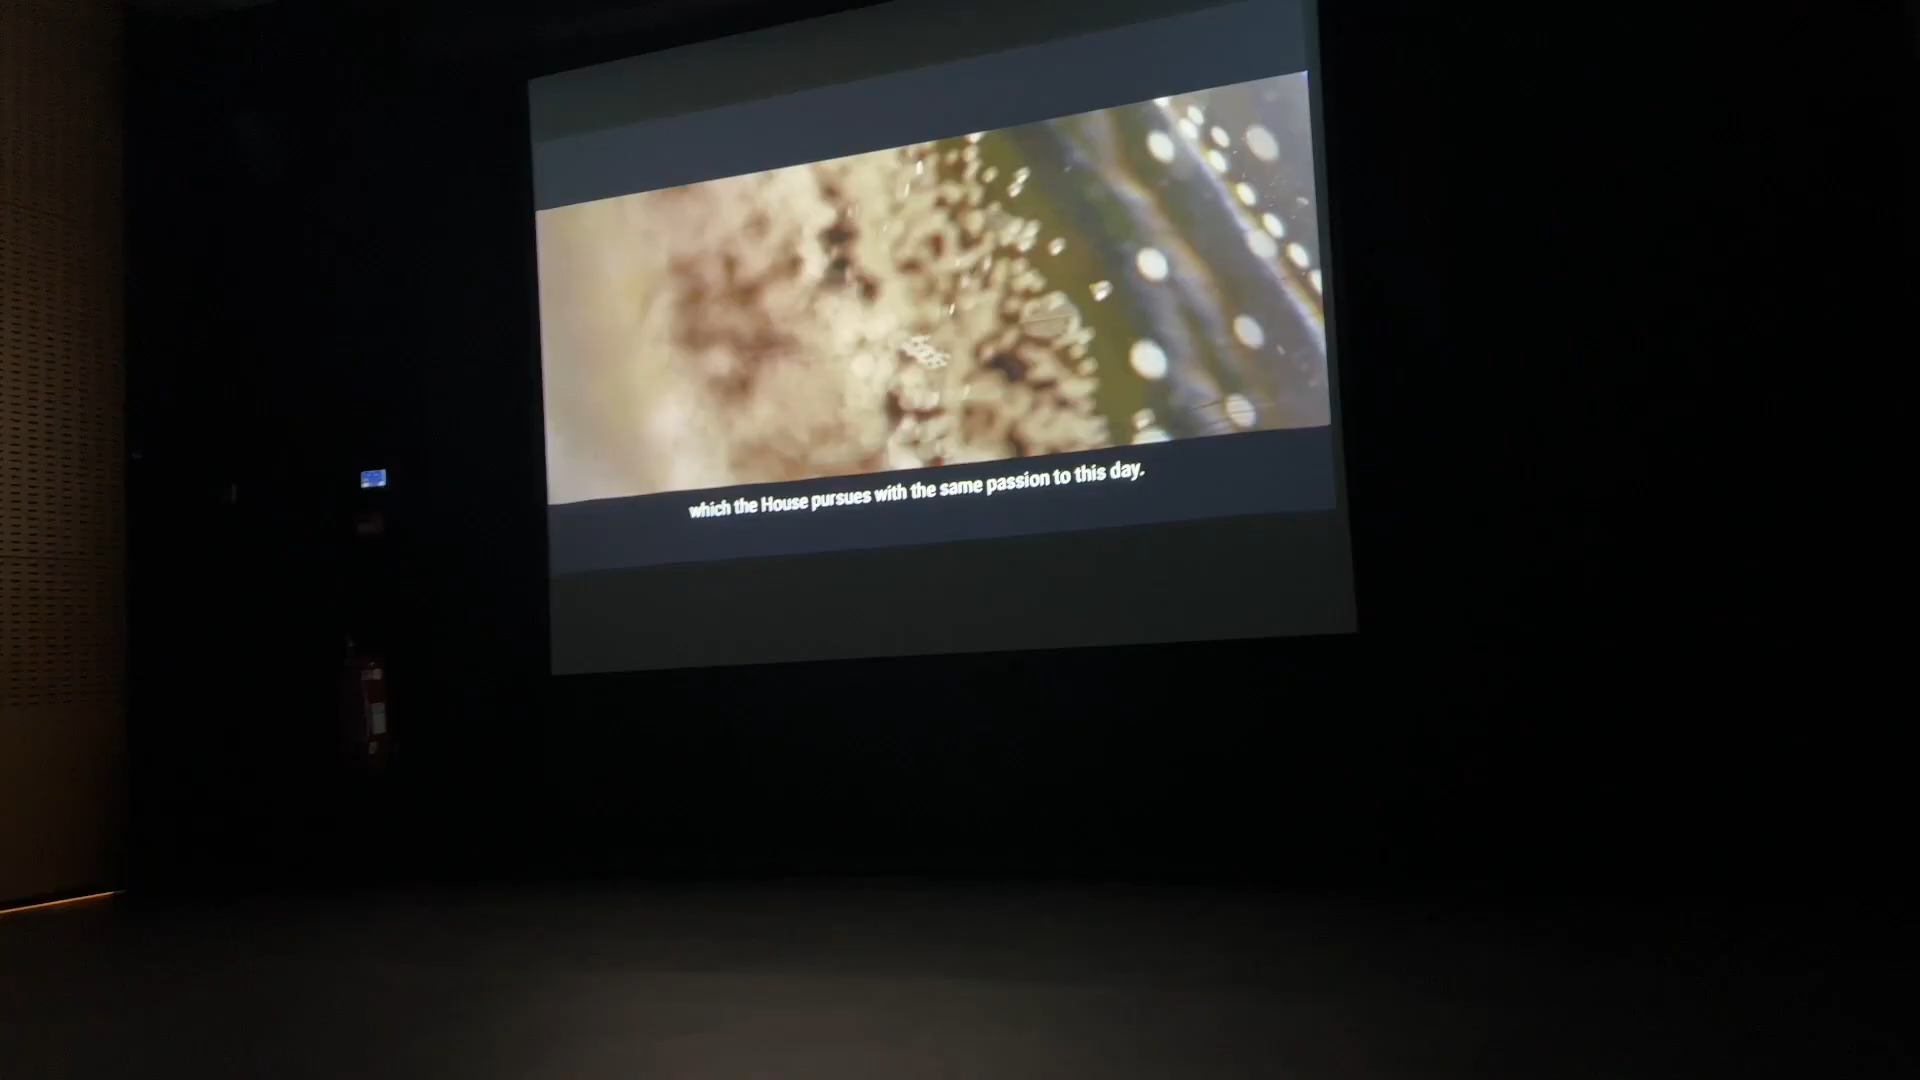 which the House pursues with the same passion to this day.